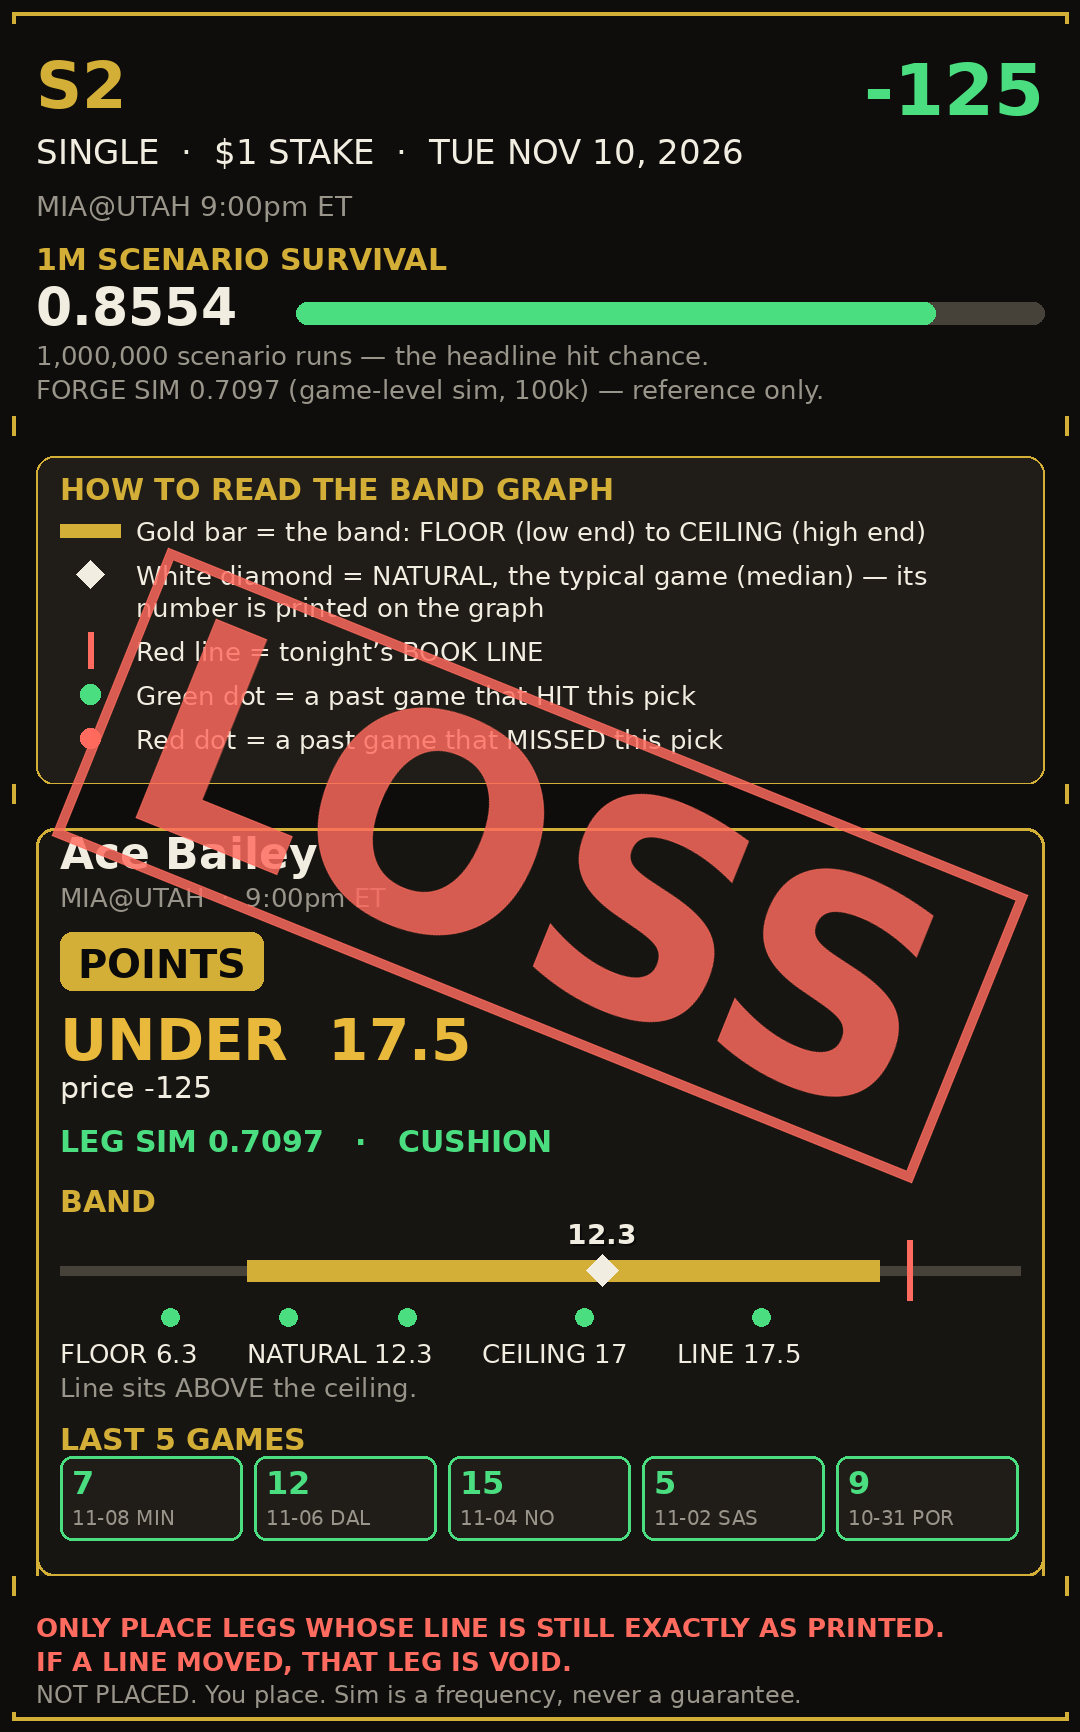 S2
-125
SINGLE · $1 STAKE · TUE NOV 10, 2026
MIA@UTAH 9:00pm ET
1M SCENARIO SURVIVAL
0.8554
1,000,000 scenario runs — the headline hit chance.
FORGE SIM 0.7097 (game-level sim, 100k) — reference only.
HOW TO READ THE BAND GRAPH
Gold bar = the band: FLOOR (low end) to CEILING (high end)
White diamond = NATURAL, the typical game (median) — its
number is printed on the graph
Red line = tonight’s BOOK LINE
Green dot = a past game that HIT this pick
Red dot = a past game that MISSED this pick
LOSS
Ace Bailey
MIA@UTAH · 9:00pm ET
POINTS
UNDER 17.5
price -125
LEG SIM 0.7097 · CUSHION
BAND
12.3
FLOOR 6.3 NATURAL 12.3 CEILING 17 LINE 17.5
Line sits ABOVE the ceiling.
LAST 5 GAMES
7 12 15 5 9
11-08 MIN 11-06 DAL 11-04 NO 11-02 SAS 10-31 POR
ONLY PLACE LEGS WHOSE LINE IS STILL EXACTLY AS PRINTED.
IF A LINE MOVED, THAT LEG IS VOID.
NOT PLACED. You place. Sim is a frequency, never a guarantee.